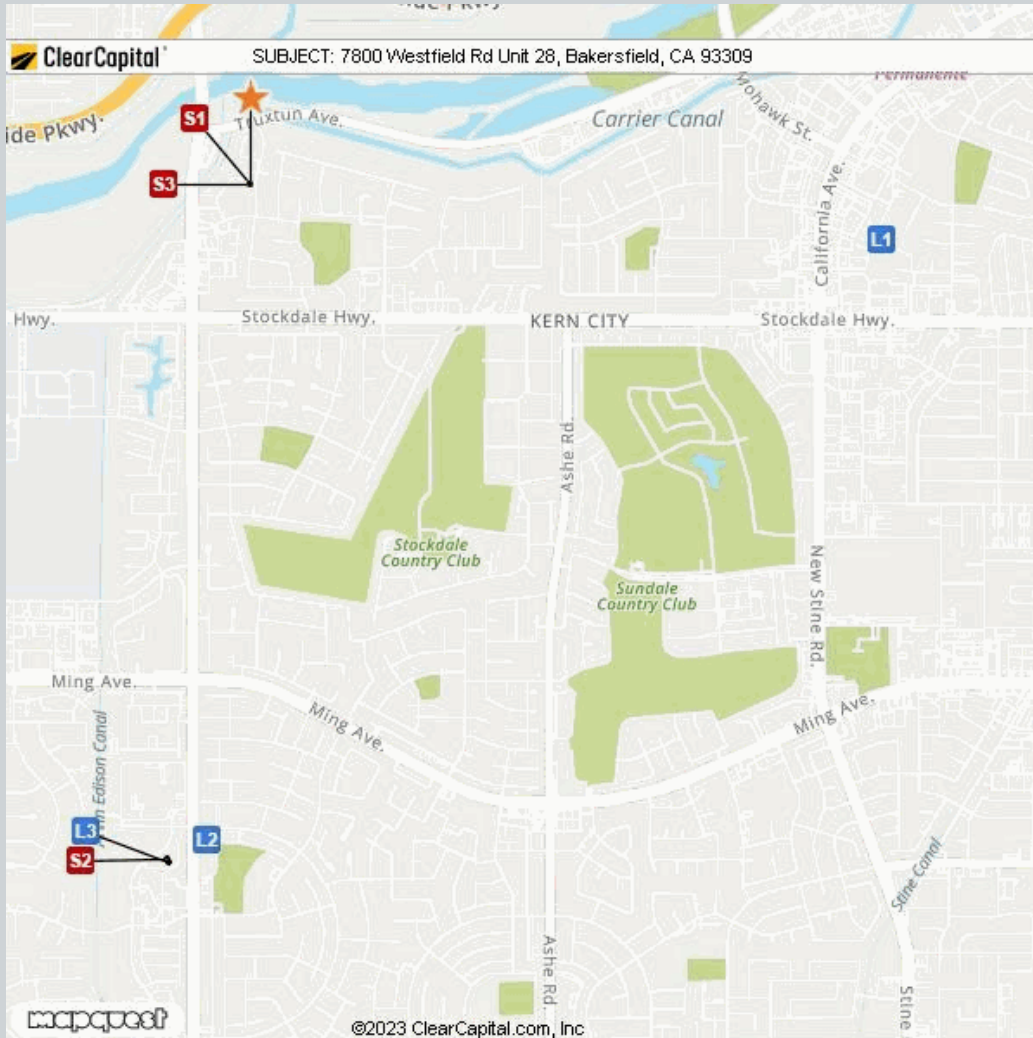 ClearCapital
SUBJECT: 7800 Westfield Rd Unit 28, Bakersfield, CA 93309
Permanente
Mohawk St.
S1
Truxtun Ave.
Carrier Canal
ide Pkwy.
S3
California Ave.
L1
Hwy.
Stockdale Hwy.
KERN CITY
Stockdale Hwy.
Ashe Rd.
Stockdale
Country Club
Sundale
Country Club
New Stine Rd.
Ming Ave.
Ming Ave.
Ming Ave.
Edison Canal
L3
L2
S2
Stine Canal
Ashe Rd.
Stine
mapquest
©2023 ClearCapital.com, Inc